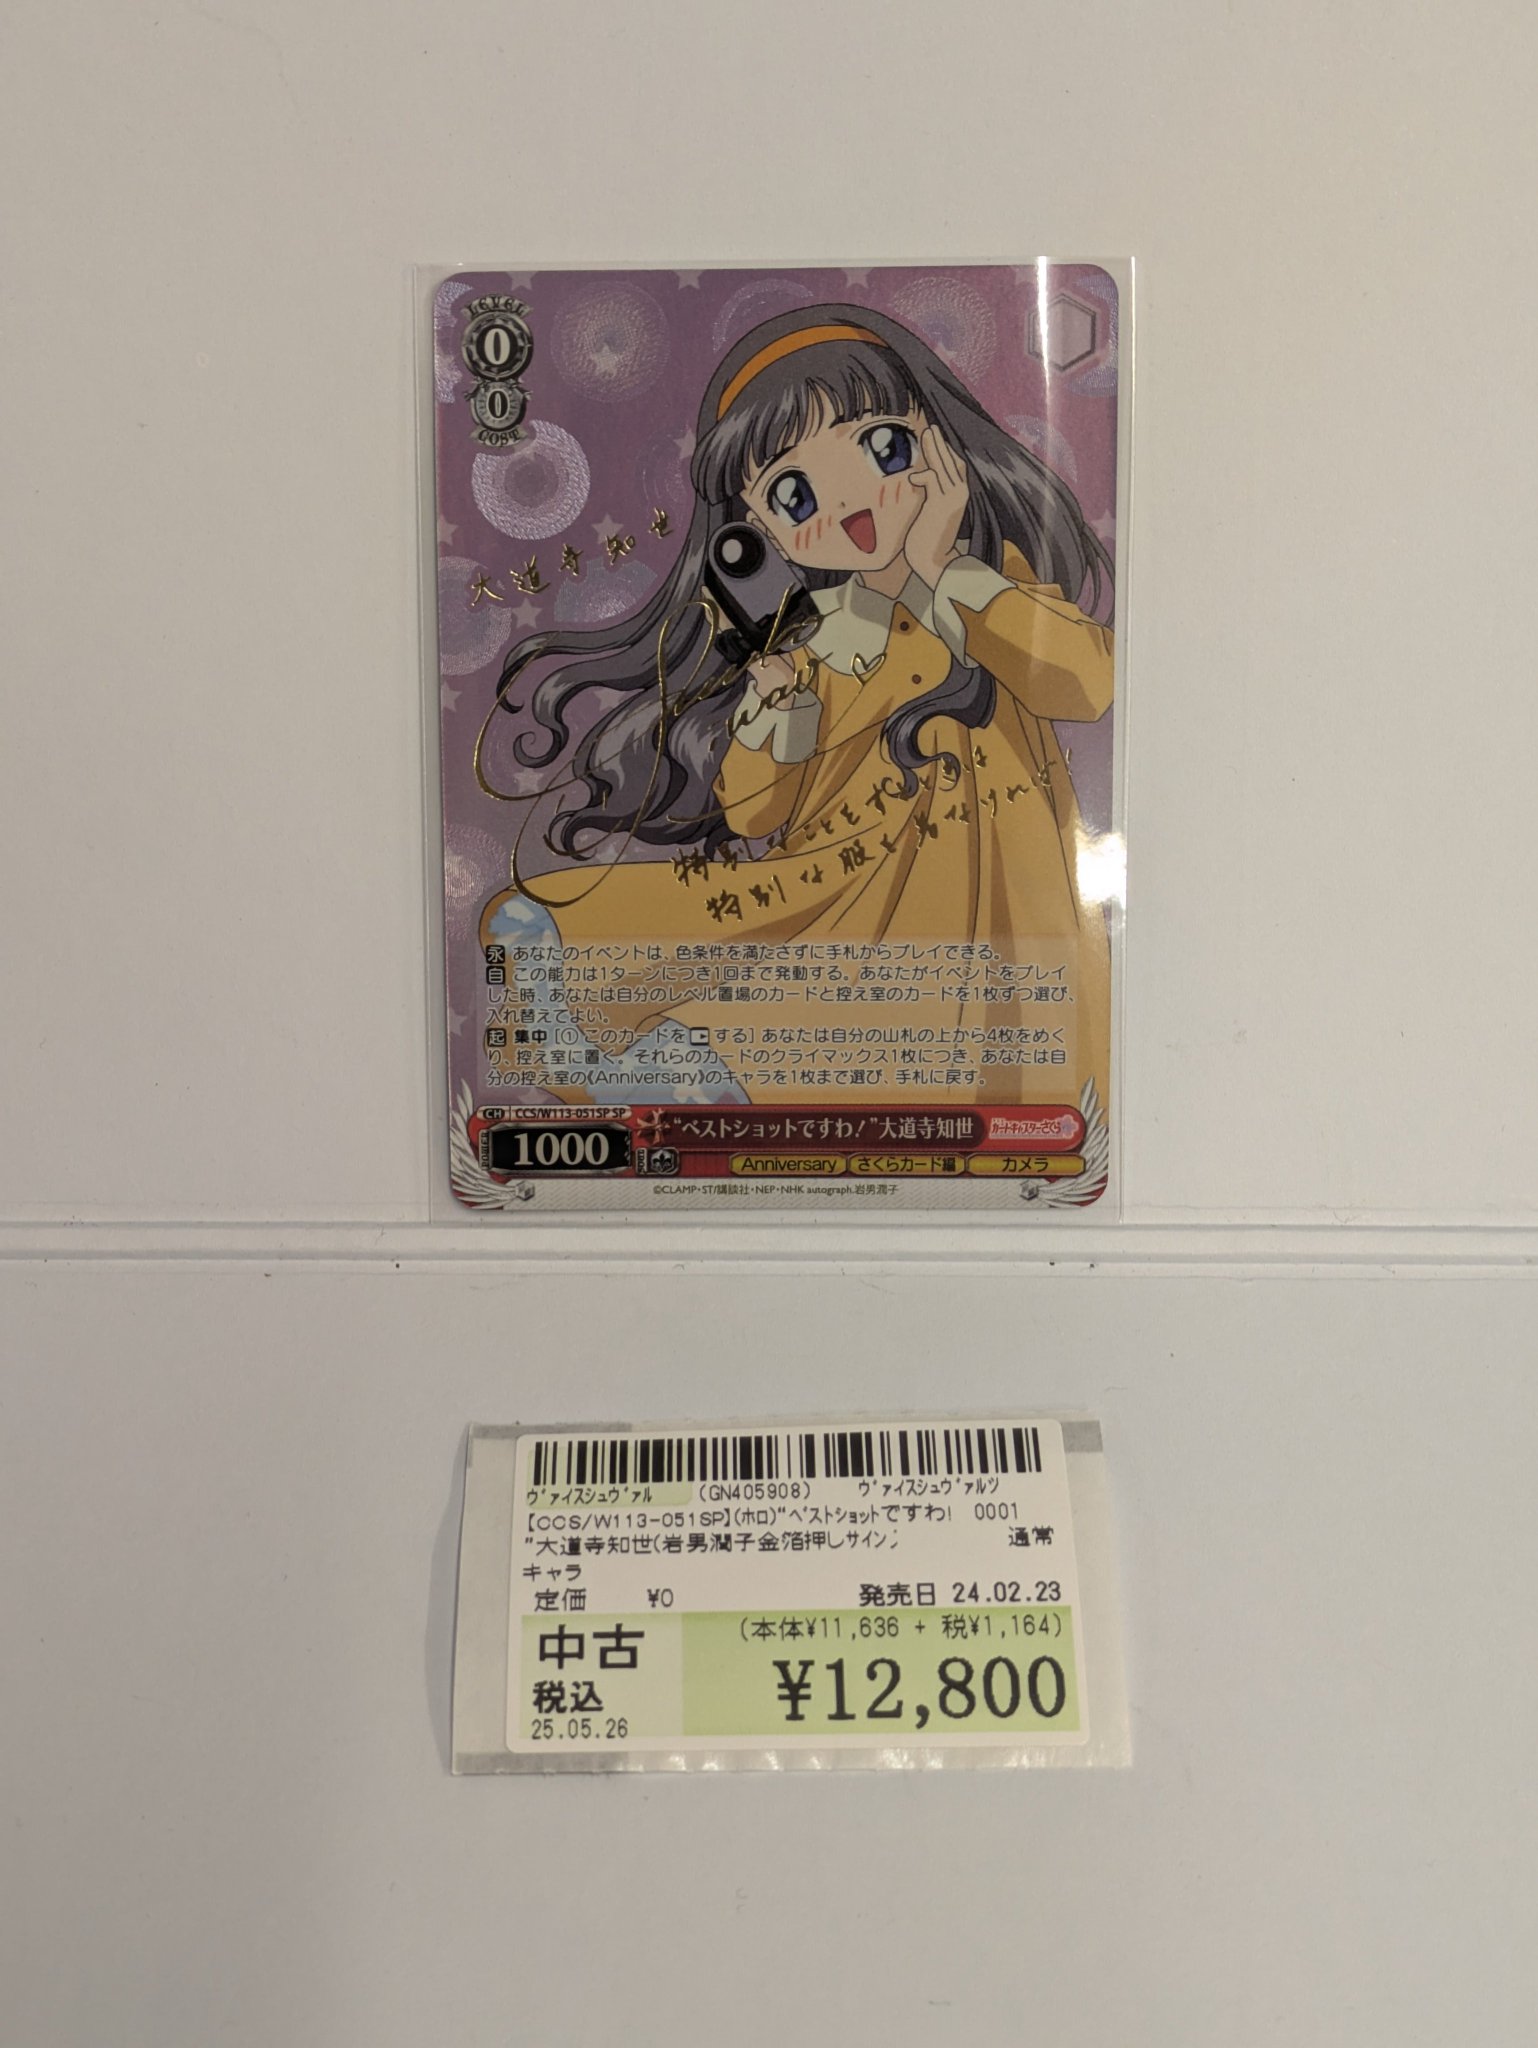 LEVEL
0
0
COST
大道寺知世
Junko
Iwao♡
特別なことをするときは
特別な服を着なければ!
永 あなたのイベントは、色条件を満たさずに手札からプレイできる。
自 この能力は1ターンにつき1回まで発動する。あなたがイベントをプレイ
した時、あなたは自分のレベル置場のカードと控え室のカードを1枚ずつ選び、
入れ替えてよい。
起 集中 [① このカードを する] あなたは自分の山札の上から4枚をめく
り、控え室に置く。それらのカードのクライマックス1枚につき、あなたは自
分の控え室の《Anniversary》のキャラを1枚まで選び、手札に戻す。
CH CCS/W113-051SP SP
POWER 1000 SOUL
"ベストショットですわ!"大道寺知世
カードキャプターさくら
Anniversary さくらカード編 カメラ
©CLAMP・ST/講談社・NEP・NHK autograph.岩男潤子
ヴァイスシュヴァル (GN405908) ヴァイスシュヴァルツ
【CCS/W113-051SP】(ホロ)"ベストショットですわ! 0001
"大道寺知世(岩男潤子金箔押しサイン) 通常
キャラ
定価 ¥0 発売日 24.02.23
中古 (本体¥11,636 + 税¥1,164)
税込 ¥12,800
25.05.26